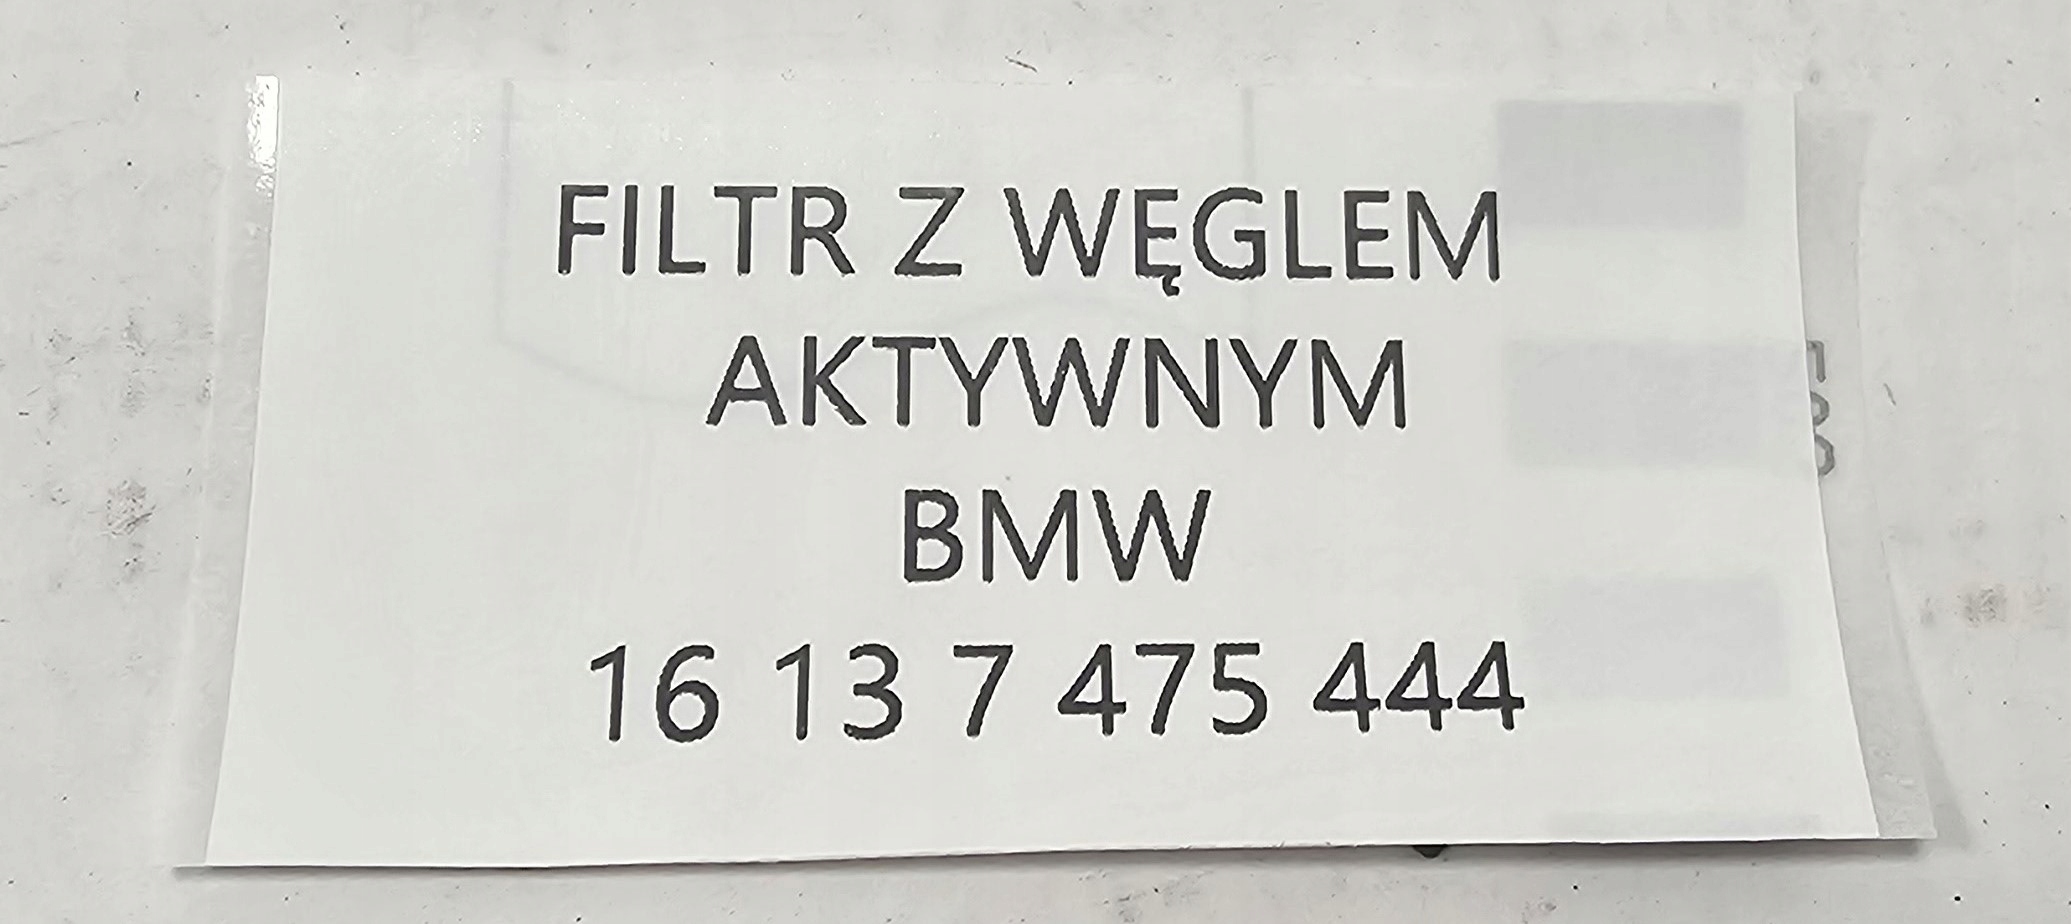 FILTR Z WĘGLEM
AKTYWNYM
BMW
16 13 7 475 444